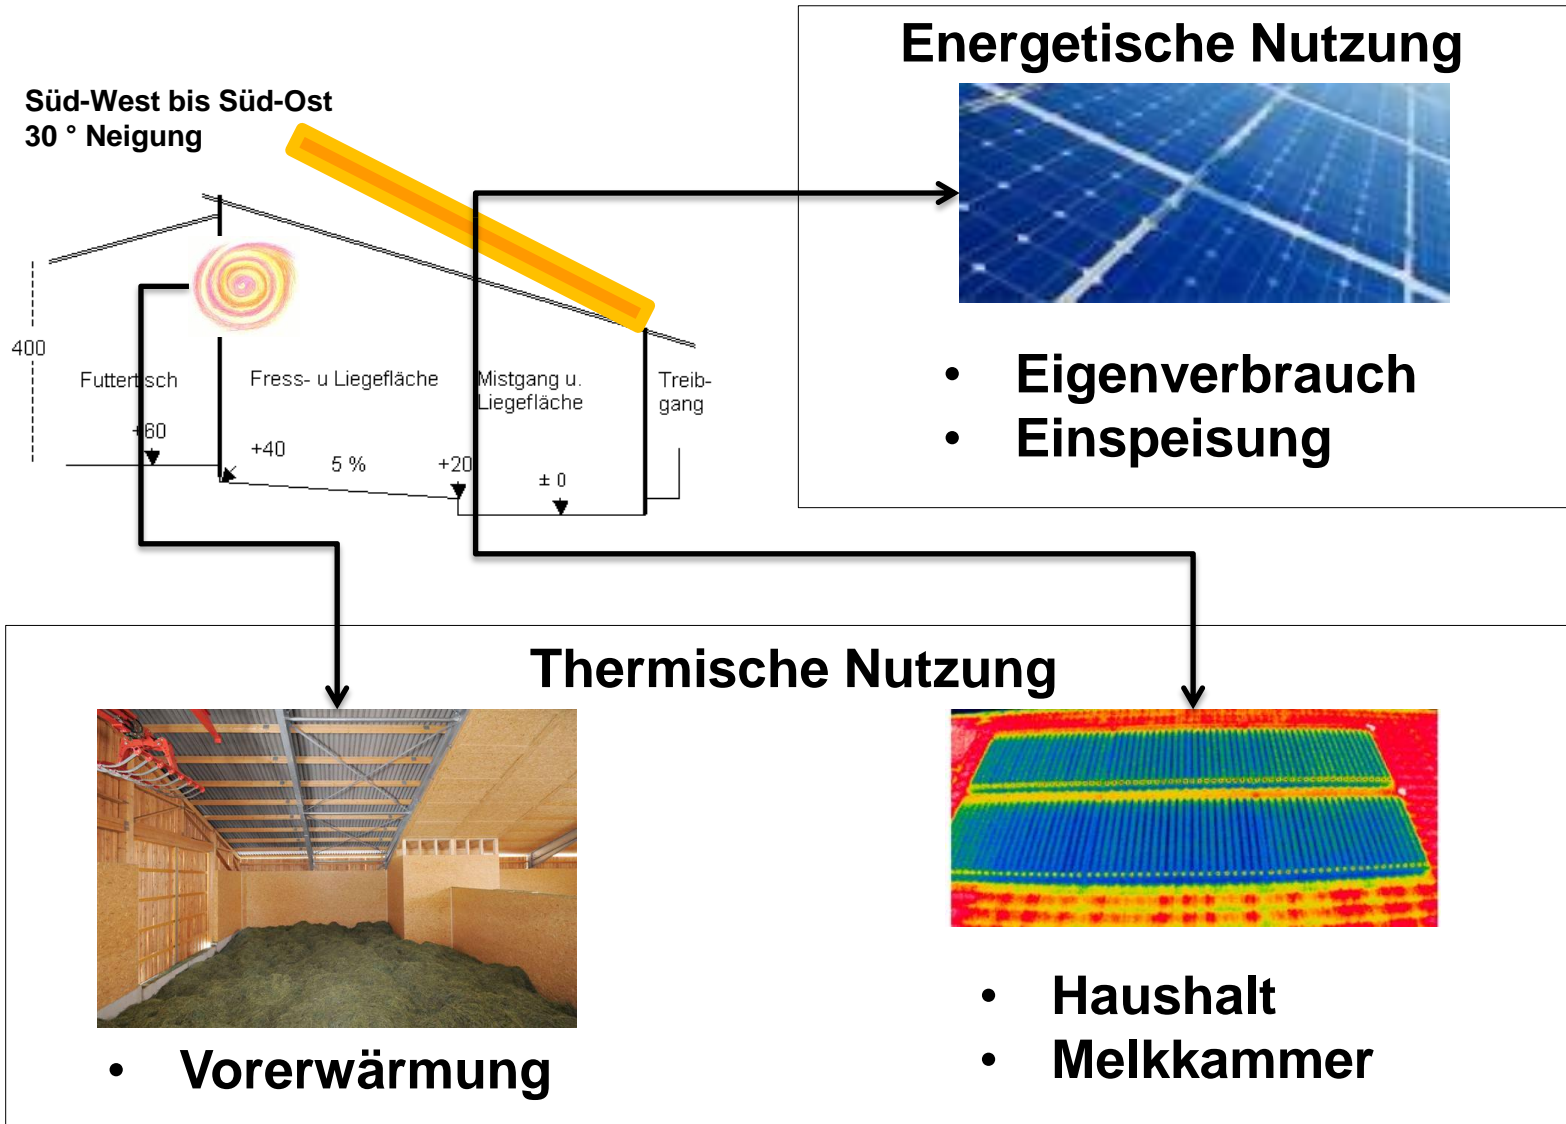 Energetische Nutzung
Süd-West bis Süd-Ost
30 ° Neigung
400
Futtertisch
Fress- u Liegefläche
Mistgang u.
Liegefläche
Treib-
gang
+60
+40
5 %
+20
± 0
• Eigenverbrauch
• Einspeisung
Thermische Nutzung
• Vorerwärmung
• Haushalt
• Melkkammer